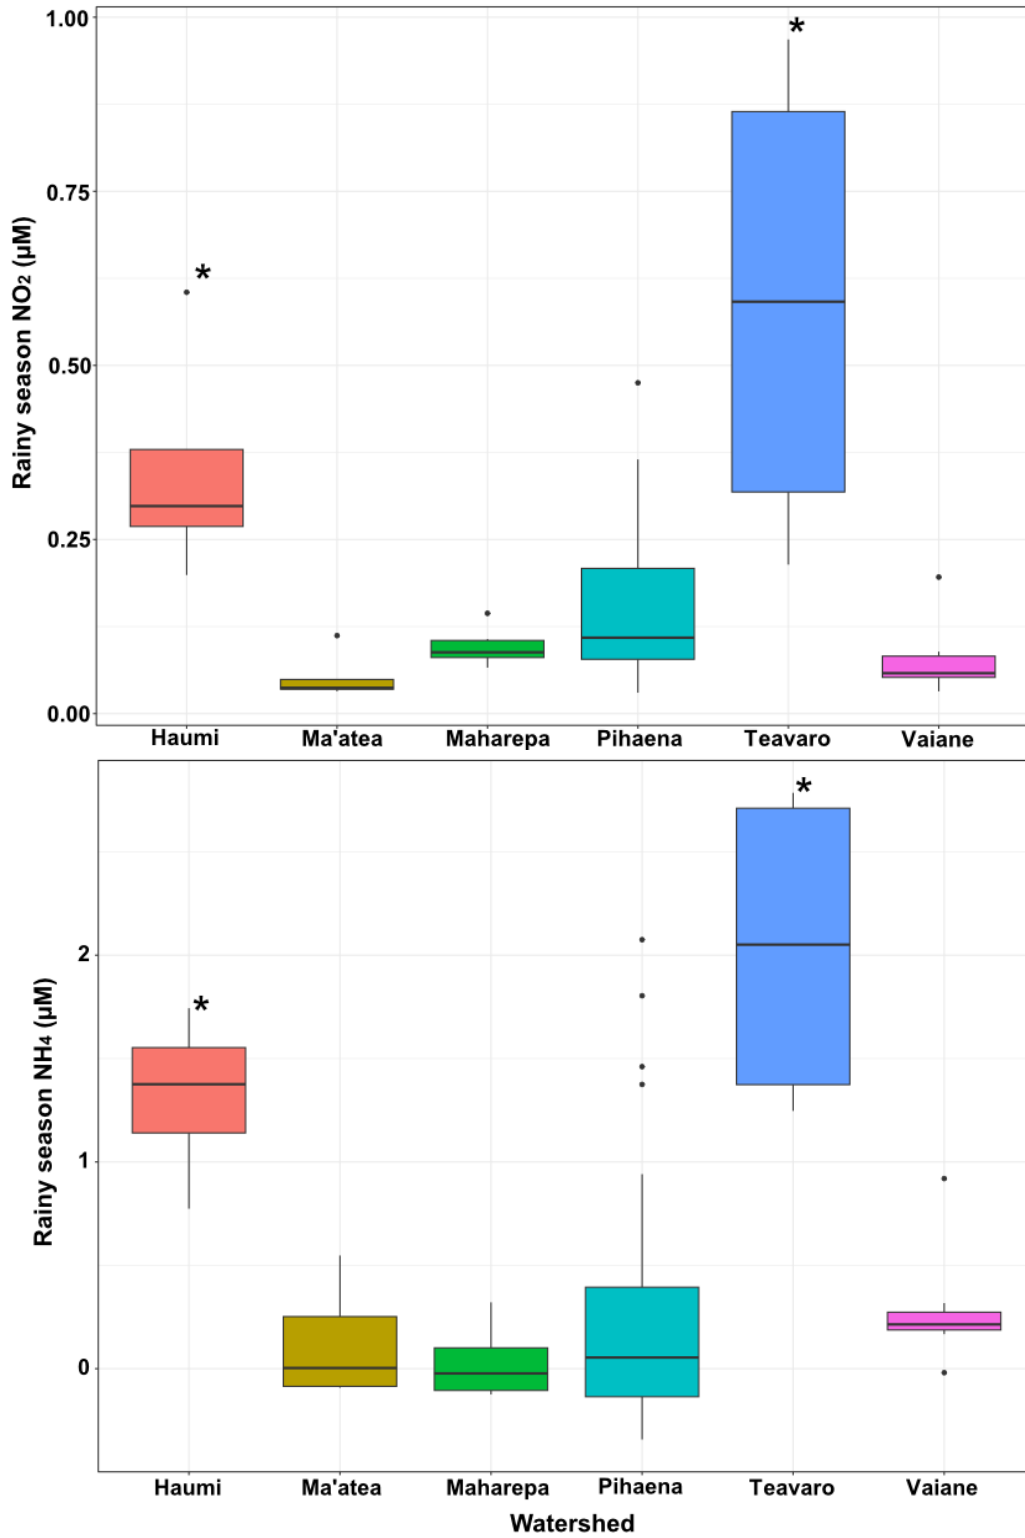 Rainy season NO₂ (µM)
1.00
0.75
0.50
0.25
0.00
*
*
Haumi Ma'atea Maharepa Pihaena Teavaro Vaiane
Rainy season NH₄ (µM)
2
1
0
*
*
Haumi Ma'atea Maharepa Pihaena Teavaro Vaiane
Watershed